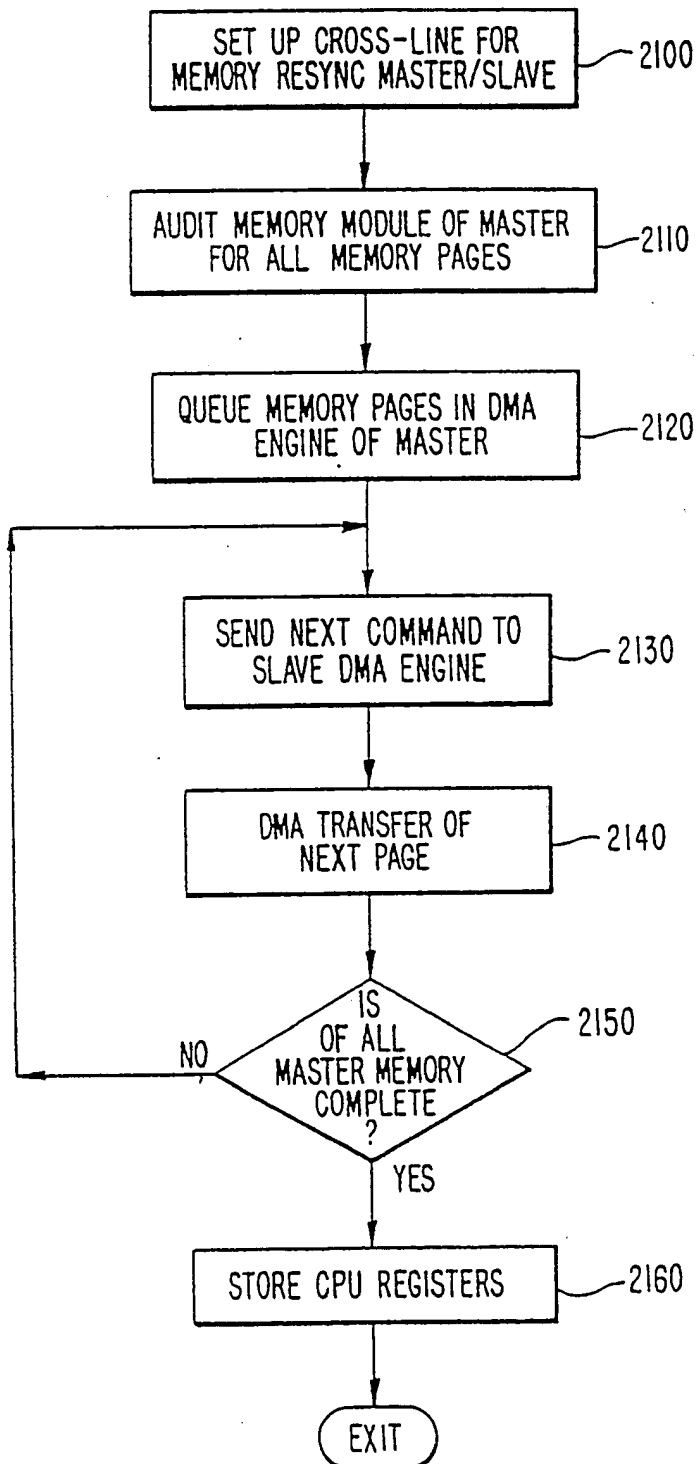 SET UP CROSS-LINE FOR
MEMORY RESYNC MASTER/SLAVE
2100
AUDIT MEMORY MODULE OF MASTER
FOR ALL MEMORY PAGES
2110
QUEUE MEMORY PAGES IN DMA
ENGINE OF MASTER
2120
SEND NEXT COMMAND TO
SLAVE DMA ENGINE
2130
DMA TRANSFER OF
NEXT PAGE
2140
IS
OF ALL
MASTER MEMORY
COMPLETE
?
2150
NO
YES
STORE CPU REGISTERS
2160
EXIT